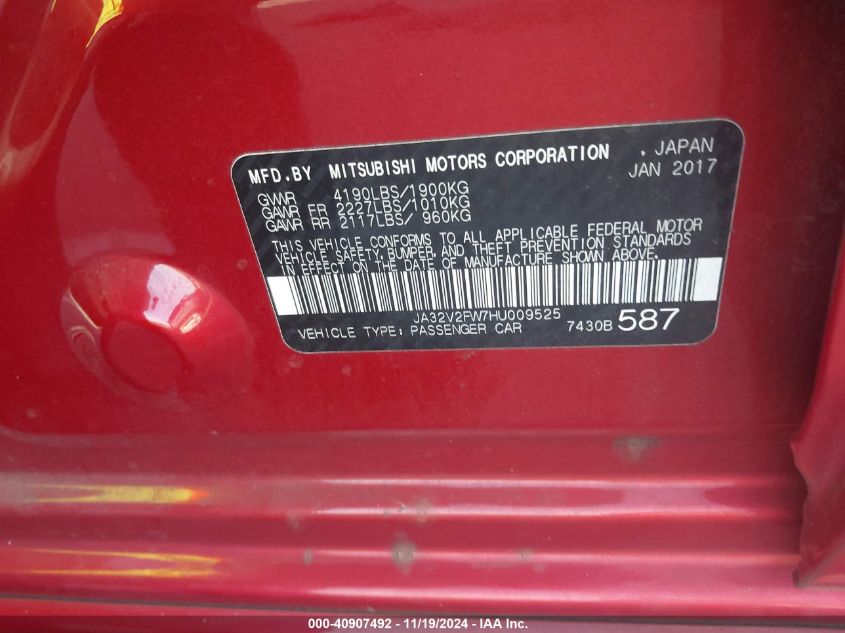 MFD.BY MITSUBISHI MOTORS CORPORATION , JAPAN
JAN 2017
GVWR 4190LBS/1900KG
GAWR FR 2227LBS/1010KG
GAWR RR 2117LBS/ 960KG
THIS VEHICLE CONFORMS TO ALL APPLICABLE FEDERAL MOTOR
VEHICLE SAFETY, BUMPER, AND THEFT PREVENTION STANDARDS
IN EFFECT ON THE DATE OF MANUFACTURE SHOWN ABOVE.
JA32V2FW7HU009525
VEHICLE TYPE: PASSENGER CAR 7430B 587
000-40907492 - 11/19/2024 - IAA Inc.